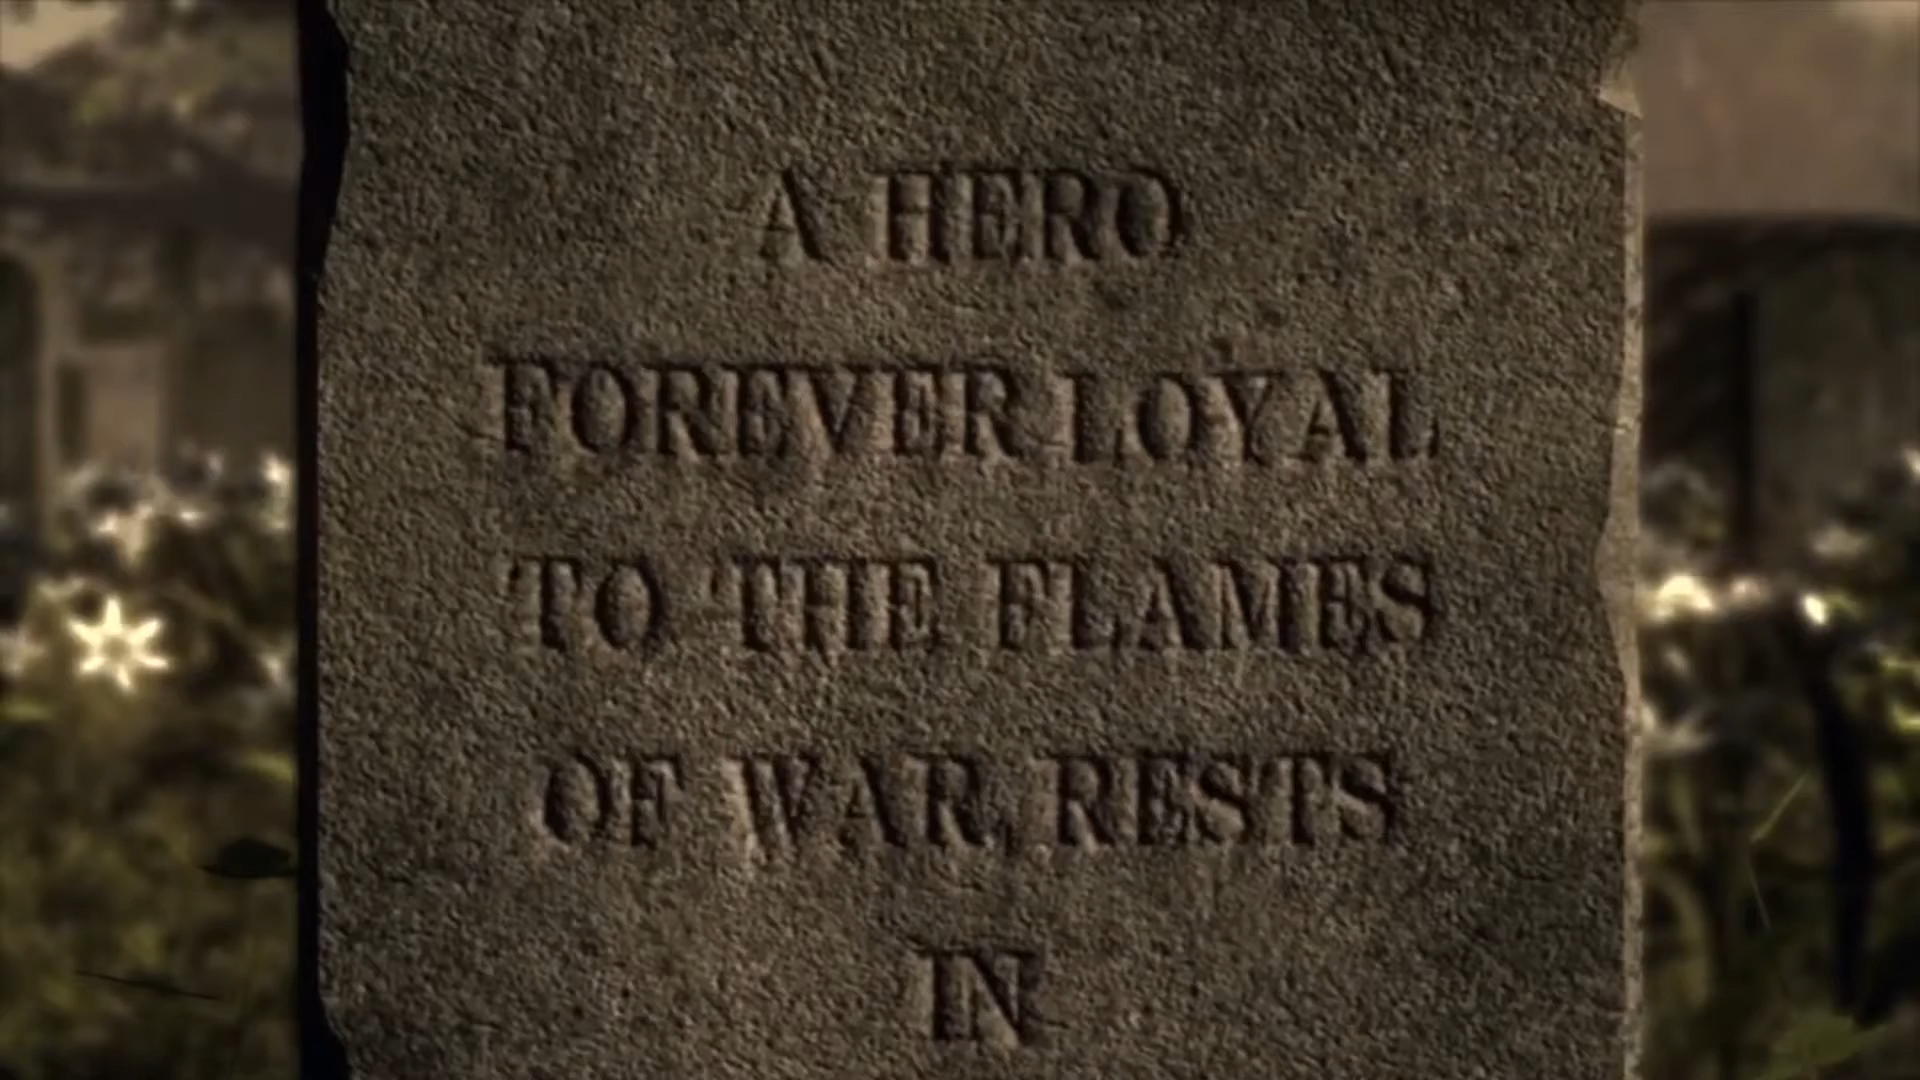 A HERO
FOREVER LOYAL
TO THE FLAMES
OF WAR, RESTS
IN